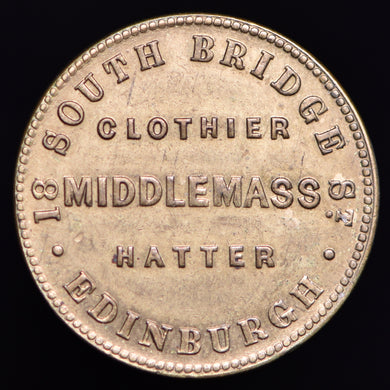 18 SOUTH BRIDGE ST.
CLOTHIER
MIDDLEMASS
HATTER
· EDINBURGH ·